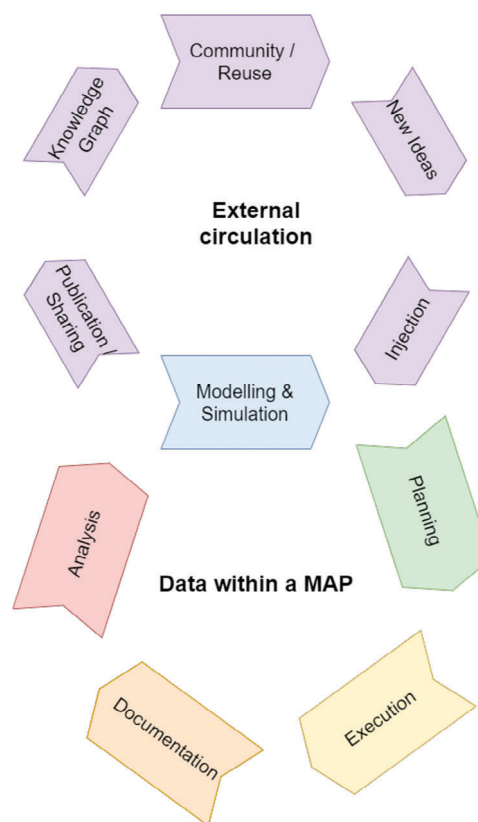 Community /
Reuse
Knowledge
Graph
New Ideas
External
circulation
Publication /
Sharing
Injection
Modelling &
Simulation
Planning
Analysis
Data within a MAP
Documentation
Execution